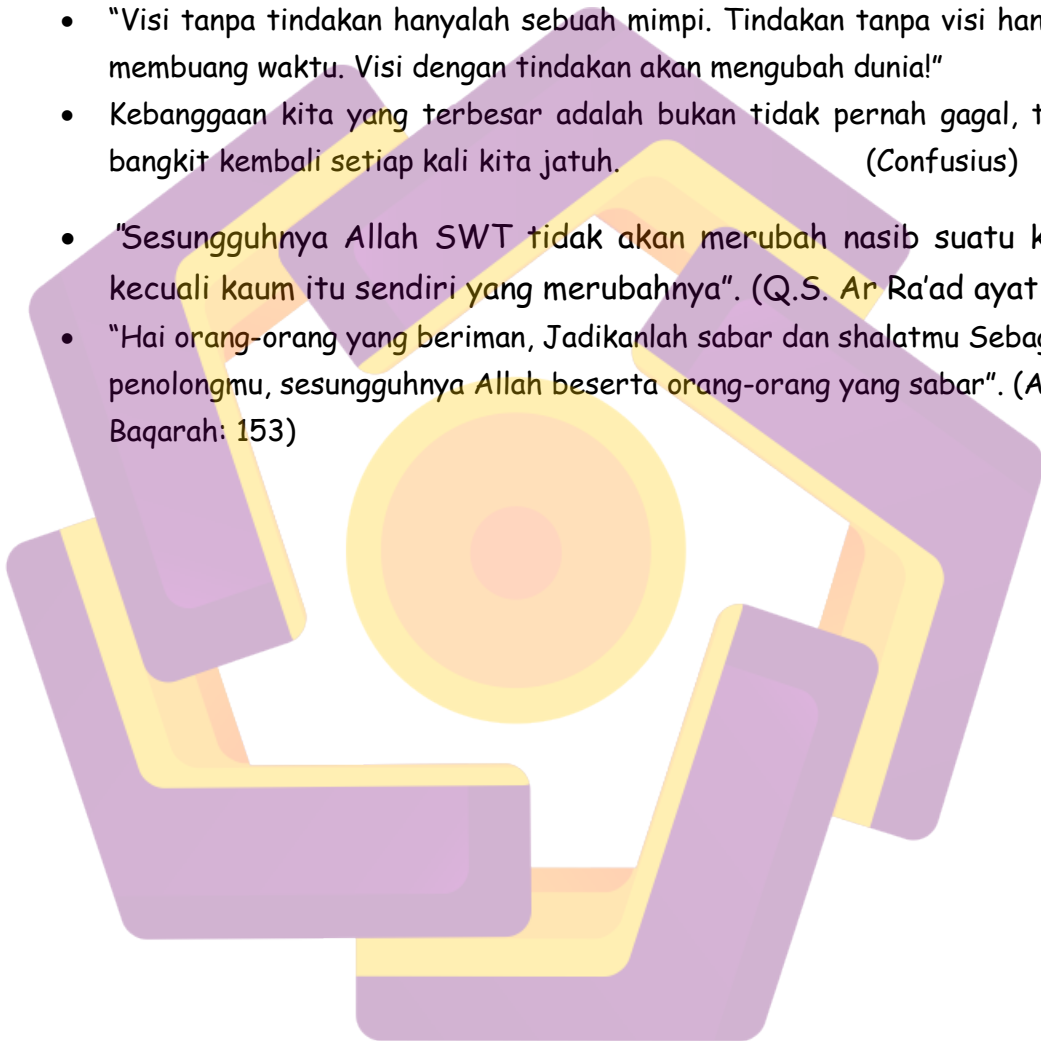 • “Visi tanpa tindakan hanyalah sebuah mimpi. Tindakan tanpa visi
membuang waktu. Visi dengan tindakan akan mengubah dunia!”
• Kebanggaan kita yang terbesar adalah bukan tidak pernah gagal,
bangkit kembali setiap kali kita jatuh. (Confusius)
• "Sesungguhnya Allah SWT tidak akan merubah nasib suatu
kecuali kaum itu sendiri yang merubahnya”. (Q.S. Ar Ra’ad ayat
• “Hai orang-orang yang beriman, Jadikanlah sabar dan shalatmu
penolongmu, sesungguhnya Allah beserta orang-orang yang sabar”.
Baqarah: 153)